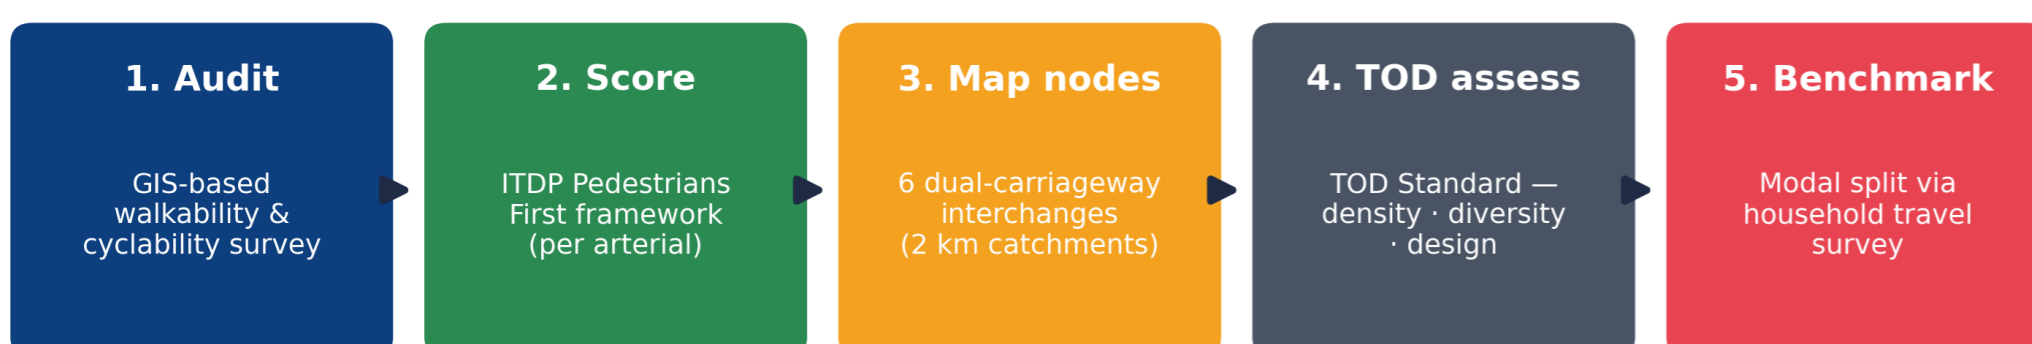 1. Audit
GIS-based
walkability &
cyclability survey
2. Score
ITDP Pedestrians
First framework
(per arterial)
3. Map nodes
6 dual-carriageway
interchanges
(2 km catchments)
4. TOD assess
TOD Standard —
density · diversity
· design
5. Benchmark
Modal split via
household travel
survey